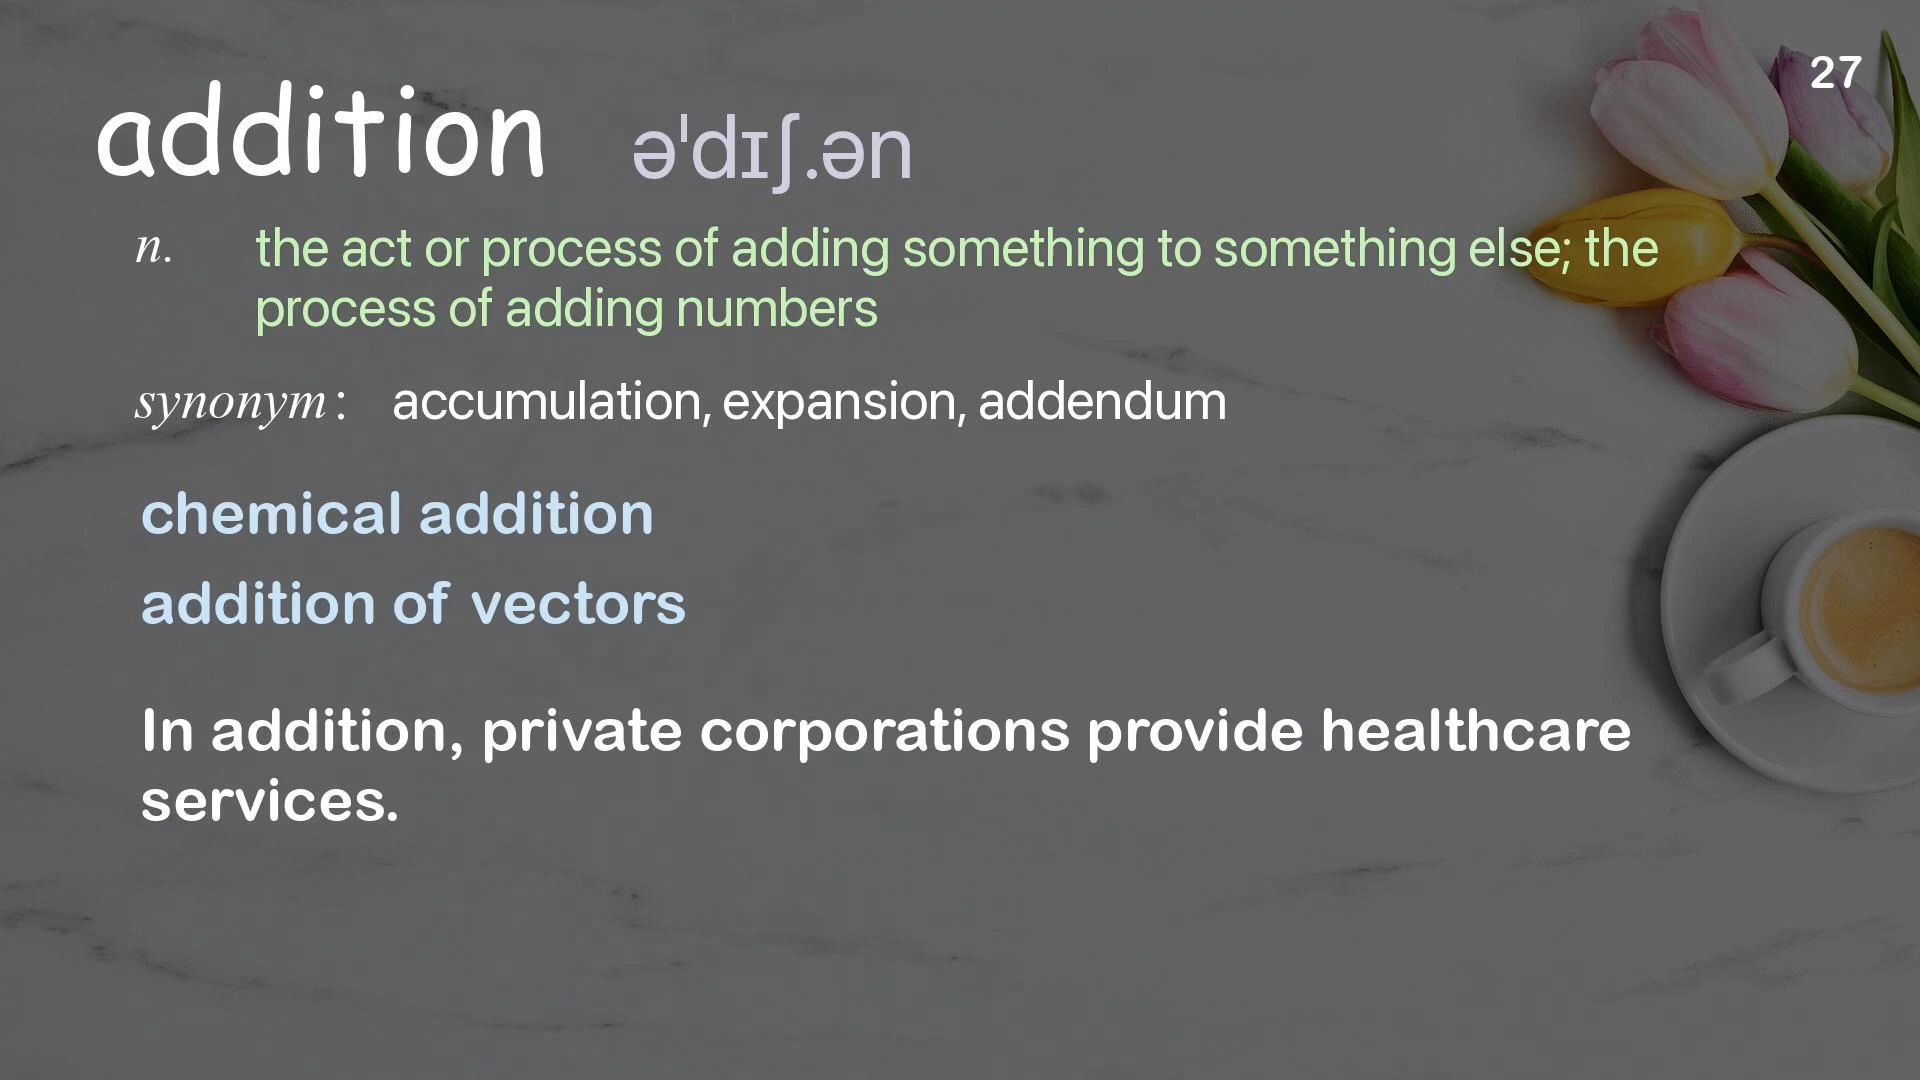 27
addition əˈdɪʃ.ən
n. the act or process of adding something to something else; the
process of adding numbers
synonym: accumulation, expansion, addendum
chemical addition
addition of vectors
In addition, private corporations provide healthcare
services.